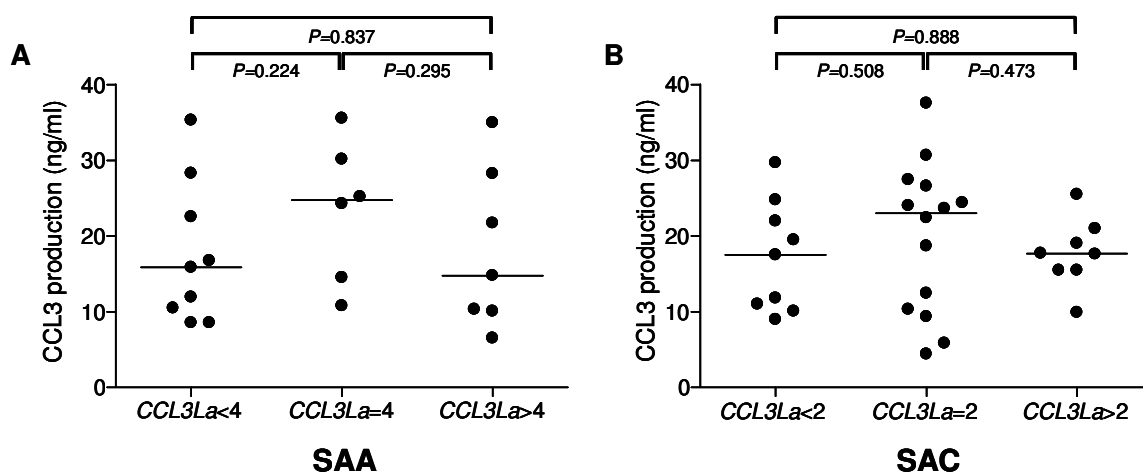 A
P=0.837
P=0.224 P=0.295
CCL3 production (ng/ml)
40
30
20
10
0
CCL3La<4 CCL3La=4 CCL3La>4
SAA
B
P=0.888
P=0.508 P=0.473
CCL3 production (ng/ml)
40
30
20
10
0
CCL3La<2 CCL3La=2 CCL3La>2
SAC